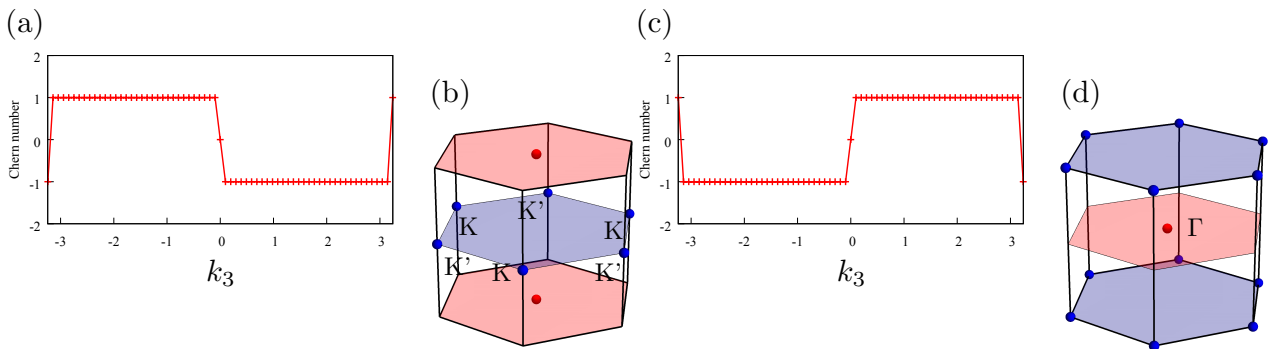 (a)
2
1
0
-1
-2
Chern number
-3 -2 -1 0 1 2 3
k3
(b)
K K' K
K' K K'
(c)
2
1
0
-1
-2
Chern number
-3 -2 -1 0 1 2 3
k3
(d)
Γ